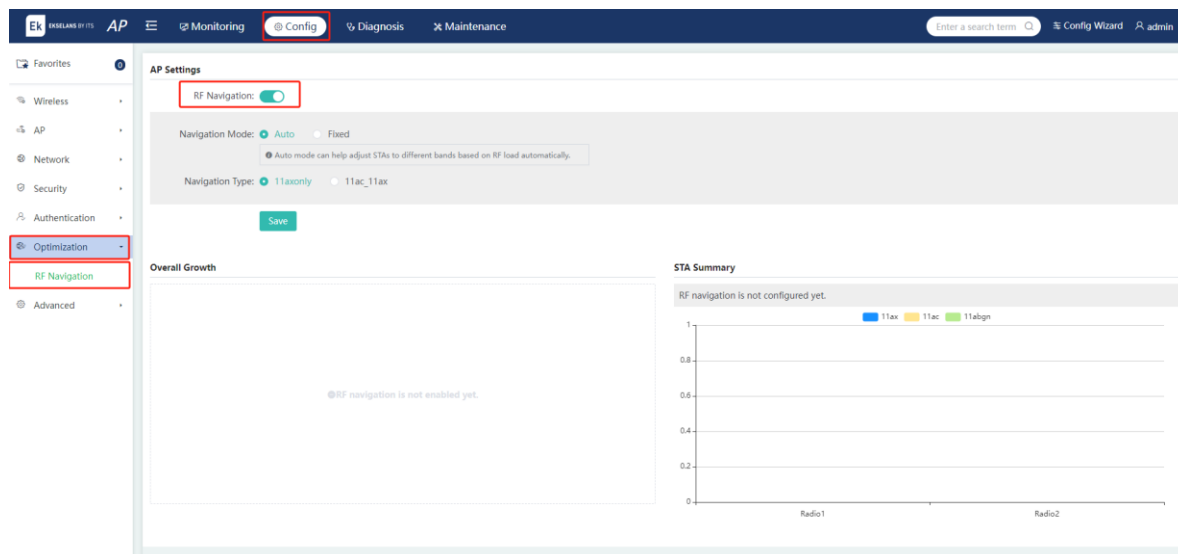 Ek EKSELANS BY ITS AP Monitoring Config Diagnosis Maintenance Enter a search term Config Wizard admin
Favorites 0
Wireless
AP
Network
Security
Authentication
Optimization
RF Navigation
Advanced
AP Settings
RF Navigation:
Navigation Mode: Auto Fixed
Auto mode can help adjust STAs to different bands based on RF load automatically.
Navigation Type: 11axonly 11ac_11ax
Save
Overall Growth
RF navigation is not enabled yet.
STA Summary
RF navigation is not configured yet.
11ax 11ac 11abgn
1
0.8
0.6
0.4
0.2
0
Radio1 Radio2